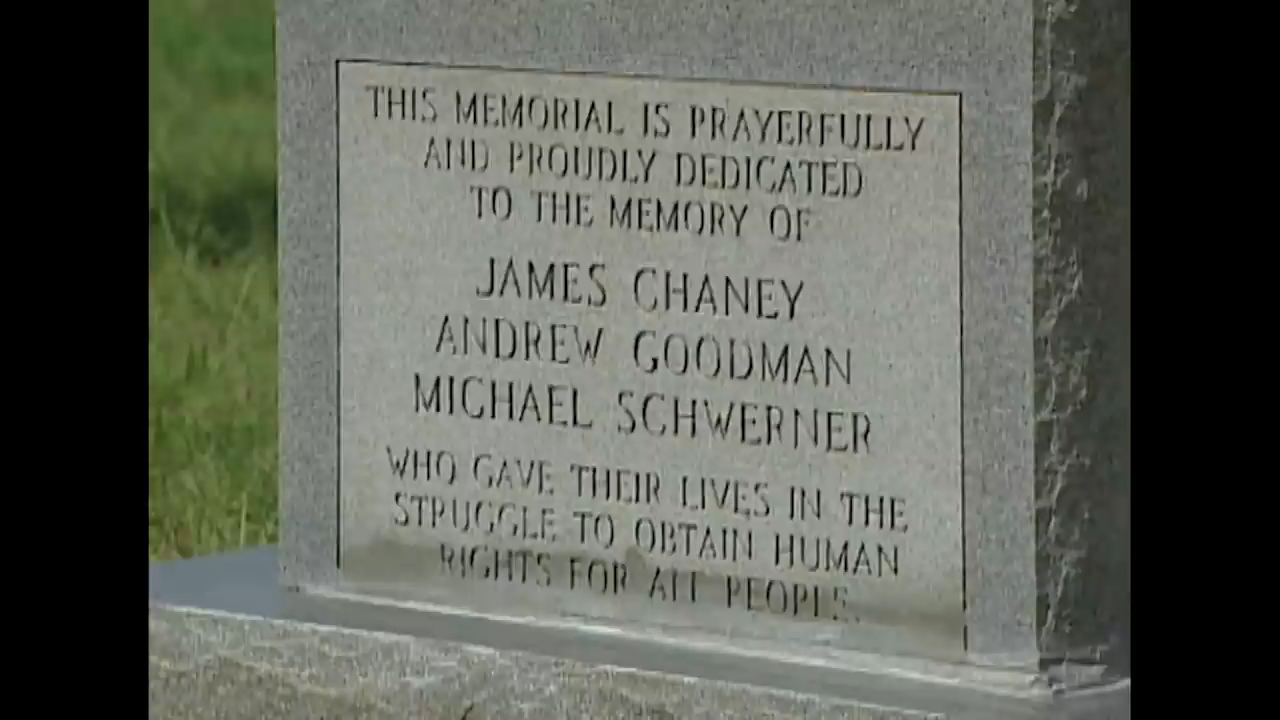 THIS MEMORIAL IS PRAYERFULLY
AND PROUDLY DEDICATED
TO THE MEMORY OF
JAMES CHANEY
ANDREW GOODMAN
MICHAEL SCHWERNER
WHO GAVE THEIR LIVES IN THE
STRUGGLE TO OBTAIN HUMAN
RIGHTS FOR ALL PEOPLE.